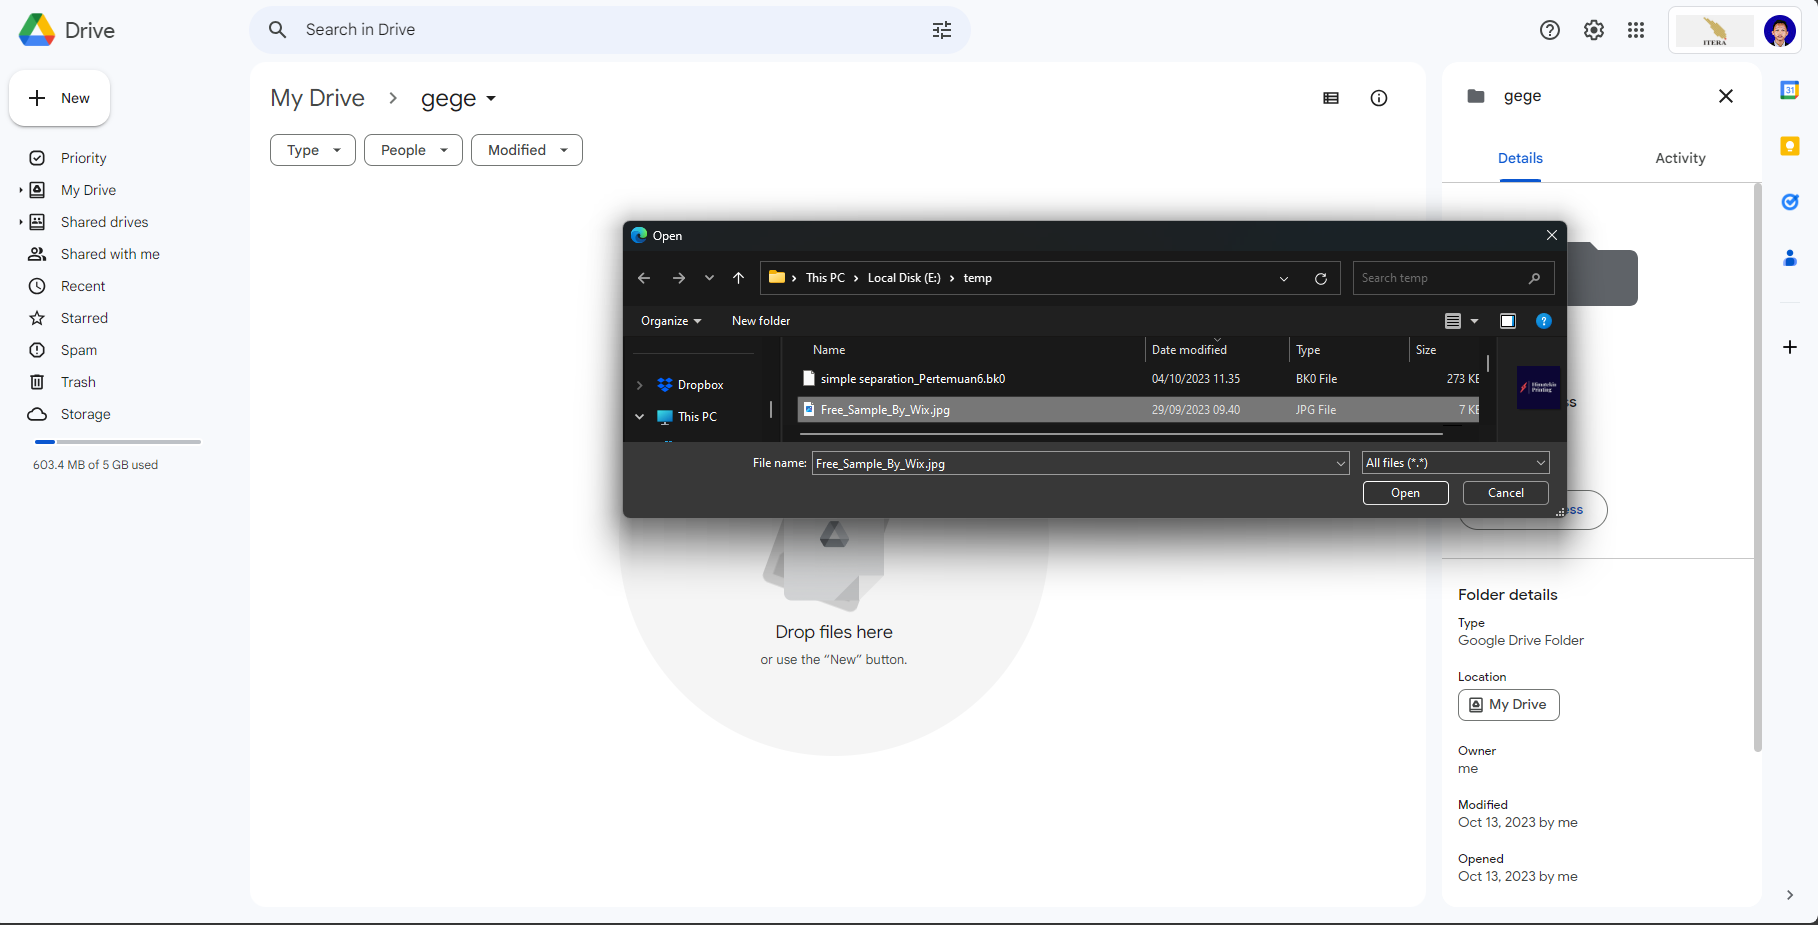 Drive
Search in Drive
ITERA
New
Priority
My Drive
Shared drives
Shared with me
Recent
Starred
Spam
Trash
Storage
603.4 MB of 5 GB used
My Drive > gege
Type
People
Modified
Drop files here
or use the “New” button.
Open
This PC > Local Disk (E:) > temp
Search temp
Organize
New folder
Name Date modified Type Size
simple separation_Pertemuan6.bk0 04/10/2023 11.35 BK0 File 273 KE
Free_Sample_By_Wix.jpg 29/09/2023 09.40 JPG File 7 KE
Dropbox
This PC
Himatekis
Printing
File name: Free_Sample_By_Wix.jpg
All files (*.*)
Open
Cancel
gege
Details
Activity
ss
ess
Folder details
Type
Google Drive Folder
Location
My Drive
Owner
me
Modified
Oct 13, 2023 by me
Opened
Oct 13, 2023 by me
31